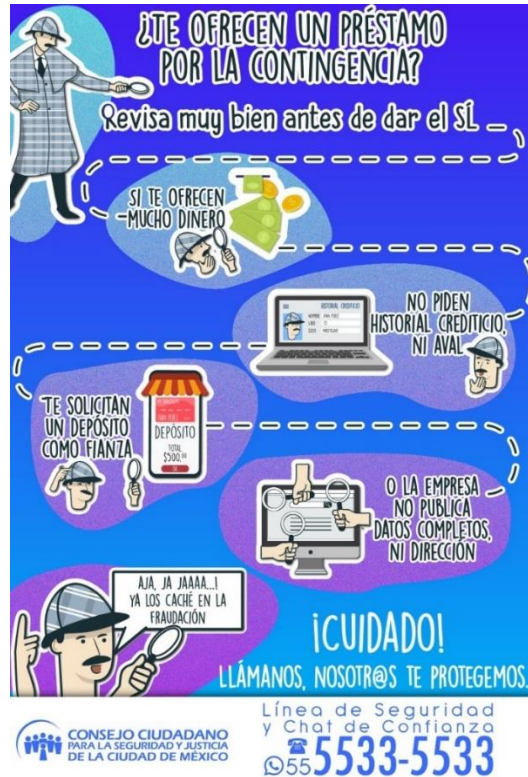 ¿TE OFRECEN UN PRÉSTAMO
POR LA CONTINGENCIA?
Revisa muy bien antes de dar el SÍ
SI TE OFRECEN
MUCHO DINERO
HISTORIAL CREDITICIO
NOMBRE
NO PIDEN
HISTORIAL CREDITICIO,
NI AVAL
TE SOLICITAN
UN DEPÓSITO
COMO FIANZA
DEPÓSITO
TOTAL
$500.00
O LA EMPRESA
NO PUBLICA
DATOS COMPLETOS,
NI DIRECCIÓN
AJA, JA JAAAA...!
YA LOS CACHÉ EN LA
FRAUDACIÓN
¡CUIDADO!
LLÁMANOS, NOSOTR@S TE PROTEGEMOS.
CONSEJO CIUDADANO
PARA LA SEGURIDAD Y JUSTICIA
DE LA CIUDAD DE MÉXICO
Línea de Seguridad
y Chat de Confianza
55 5533-5533